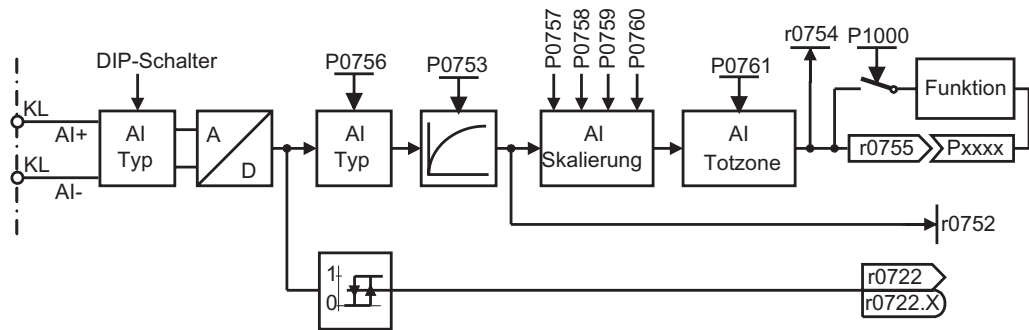 DIP-Schalter
P0756
P0753
P0757
P0758
P0759
P0760
P0761
r0754
P1000
KL
AI+
KL
AI-
AI
Typ
A
D
AI
Typ
AI
Skalierung
AI
Totzone
Funktion
r0755
Pxxxx
r0752
1
0
r0722
r0722.X